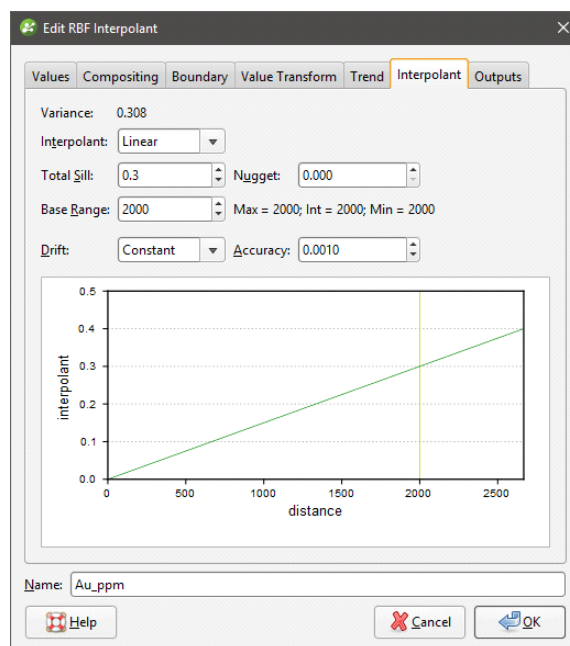 Edit RBF Interpolant
Values Compositing Boundary Value Transform Trend Interpolant Outputs
Variance: 0.308
Interpolant: Linear
Total Sill: 0.3 Nugget: 0.000
Base Range: 2000 Max = 2000; Int = 2000; Min = 2000
Drift: Constant Accuracy: 0.0010
0.5
0.4
0.3
0.2
0.1
0.0
interpolant
0 500 1000 1500 2000 2500
distance
Name: Au_ppm
Help Cancel OK